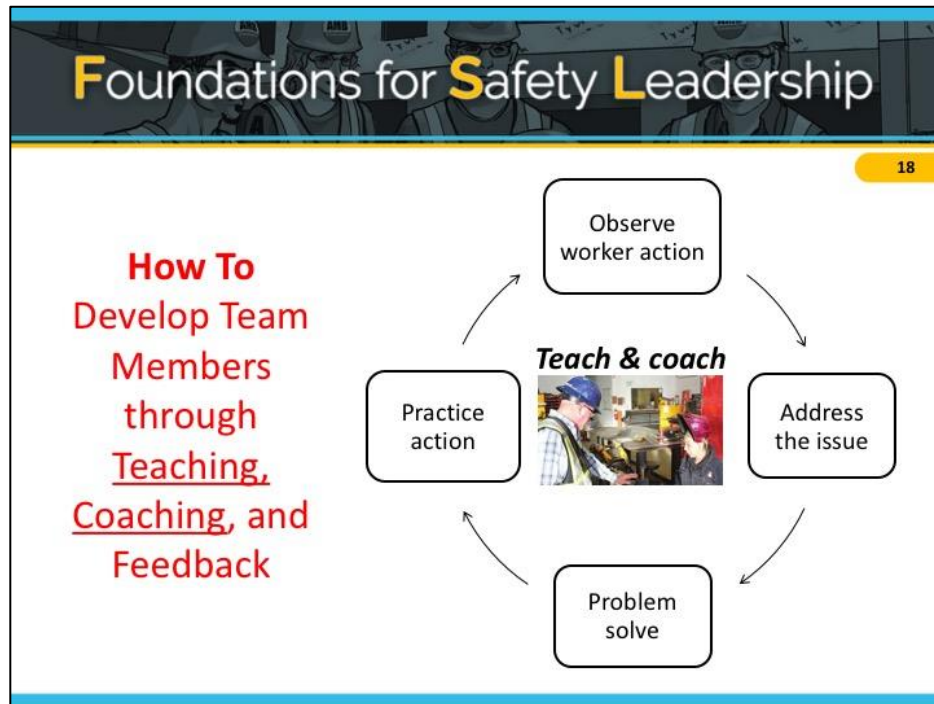 Foundations for Safety Leadership
18
How To
Develop Team
Members
through
Teaching,
Coaching, and
Feedback
Observe
worker action
Teach & coach
Practice
action
Address
the issue
Problem
solve